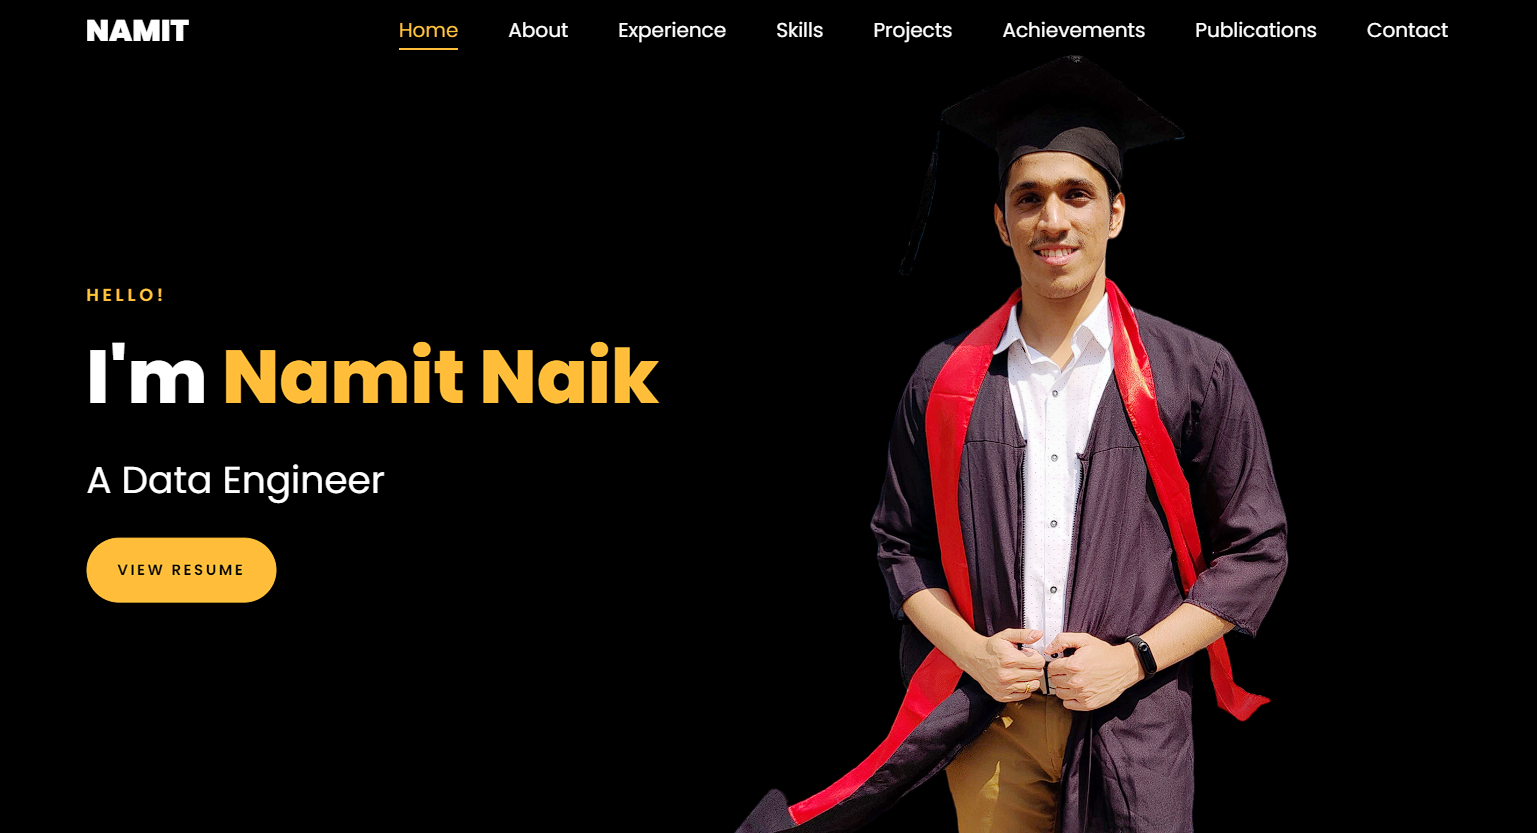 NAMIT Home About Experience Skills Projects Achievements Publications Contact
HELLO!
I'm Namit Naik
A Data Engineer
VIEW RESUME